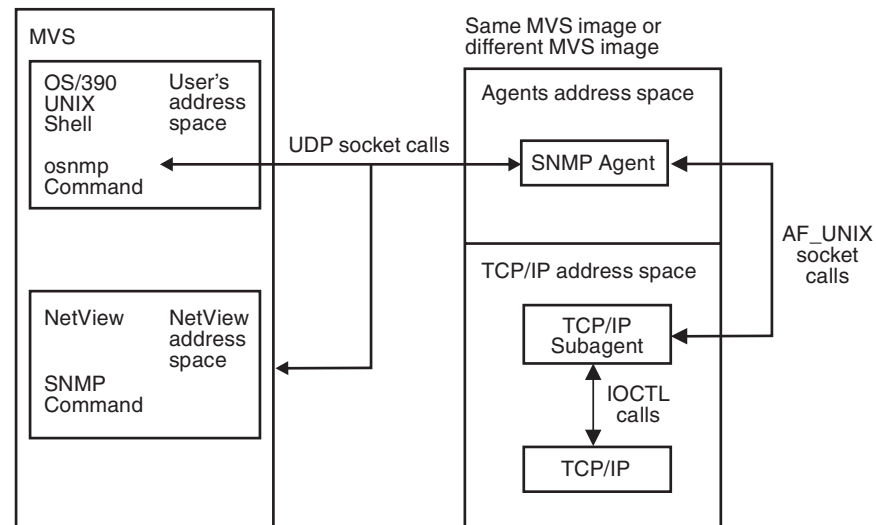 MVS
OS/390
UNIX
Shell
User's
address
space
osnmp
Command
NetView
NetView
address
space
SNMP
Command
UDP socket calls
Same MVS image or
different MVS image
Agents address space
SNMP Agent
AF_UNIX
socket
calls
TCP/IP address space
TCP/IP
Subagent
IOCTL
calls
TCP/IP